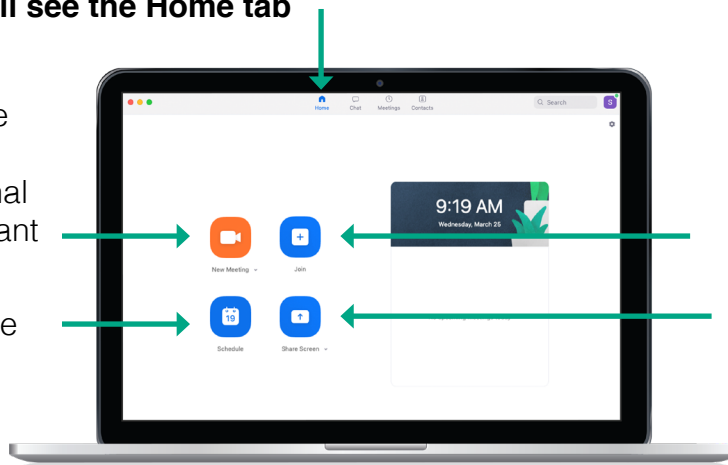 ll see the Home tab
e
nal
ant
e
Home
Chat
Meetings
Contacts
Search
S
9:19 AM
Wednesday, March 25
New Meeting
Join
19
Schedule
Share Screen